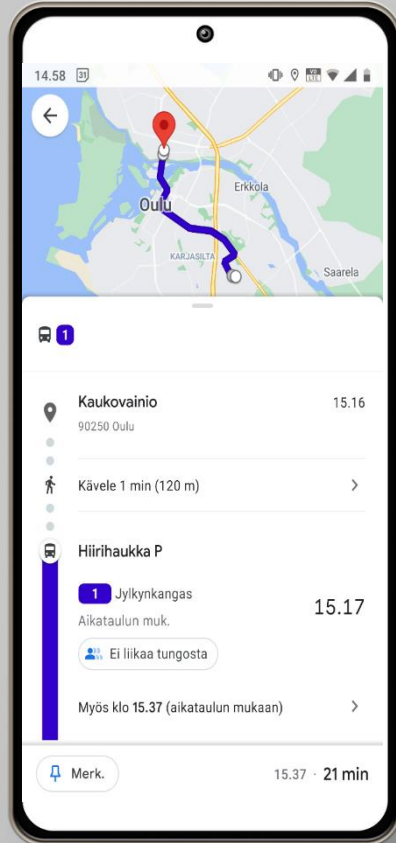 14.58 31
Erkkola
Oulu
KARJASILTA
Saarela
1
Kaukovainio 15.16
90250 Oulu
Kävele 1 min (120 m)
Hiirihaukka P
1 Jylkynkangas
15.17
Aikataulun muk.
Ei liikaa tungosta
Myös klo 15.37 (aikataulun mukaan)
Merk. 15.37 · 21 min